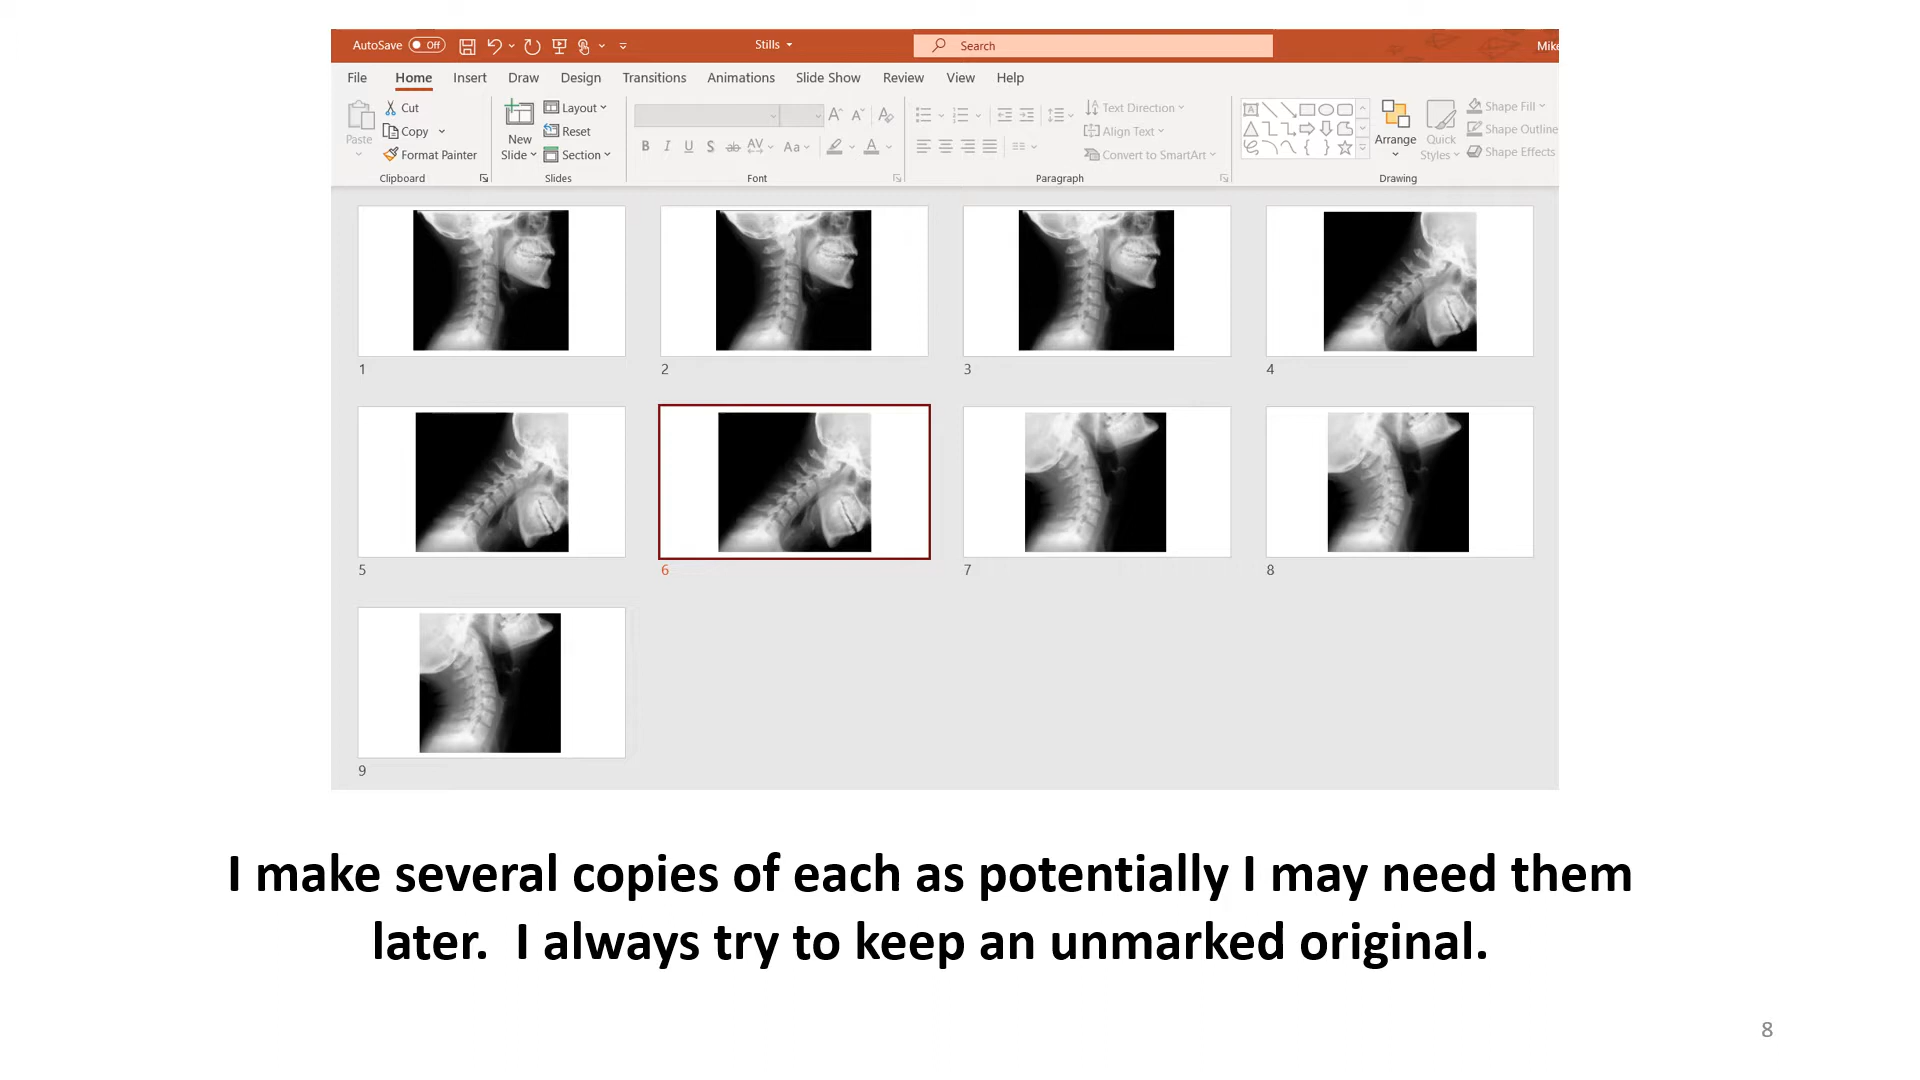 AutoSave Off Stills Search Mike
File Home Insert Draw Design Transitions Animations Slide Show Review View Help
Paste Cut Copy Format Painter Clipboard
New Slide Layout Reset Section Slides
B I U S ab AV Aa A Font
Text Direction Align Text Convert to SmartArt Paragraph
Arrange Quick Styles Shape Fill Shape Outline Shape Effects Drawing
1 2 3 4
5 6 7 8
9
I make several copies of each as potentially I may need them
later.  I always try to keep an unmarked original.
8